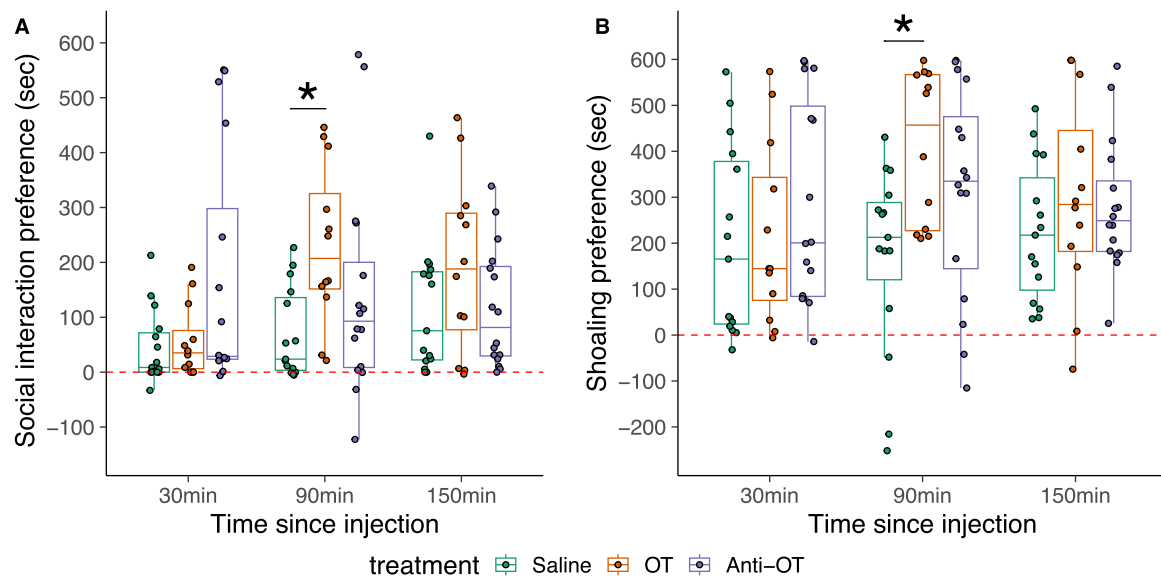 A
Social interaction preference (sec)
600
500
400
300
200
100
0
−100
*
30min 90min 150min
Time since injection
B
Shoaling preference (sec)
600
500
400
300
200
100
0
−100
−200
*
30min 90min 150min
Time since injection
treatment Saline OT Anti−OT